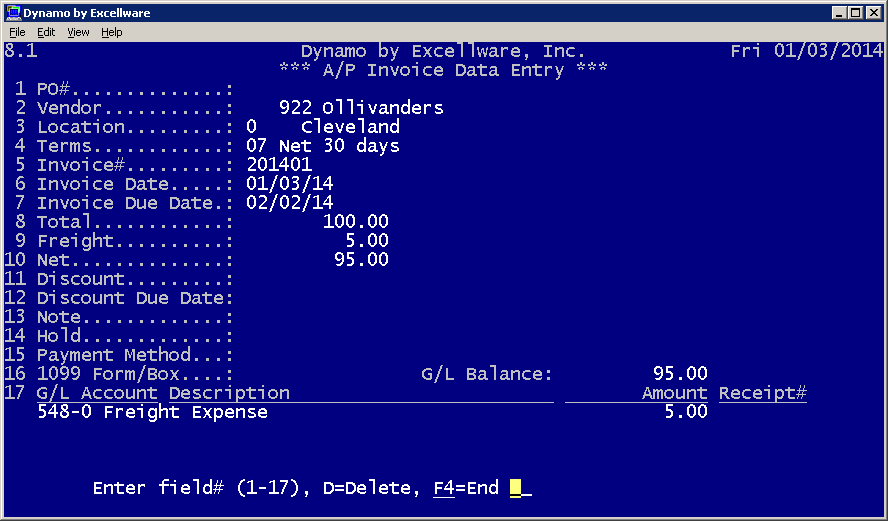 Dynamo by Excellware
File Edit View Help
8.1 Dynamo by Excellware, Inc. Fri 01/03/2014
*** A/P Invoice Data Entry ***
1 PO#..............:
2 Vendor...........: 922 Ollivanders
3 Location.........: 0 Cleveland
4 Terms............: 07 Net 30 days
5 Invoice#.........: 201401
6 Invoice Date.....: 01/03/14
7 Invoice Due Date.: 02/02/14
8 Total............: 100.00
9 Freight..........: 5.00
10 Net..............: 95.00
11 Discount.........:
12 Discount Due Date:
13 Note.............:
14 Hold.............:
15 Payment Method...:
16 1099 Form/Box....: G/L Balance: 95.00
17 G/L Account Description Amount Receipt#
548-0 Freight Expense 5.00
Enter field# (1-17), D=Delete, F4=End